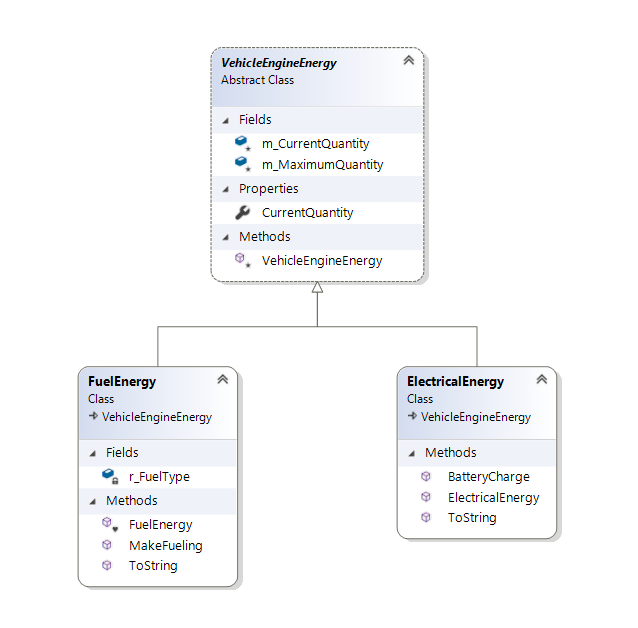 VehicleEngineEnergy
Abstract Class
Fields
m_CurrentQuantity
m_MaximumQuantity
Properties
CurrentQuantity
Methods
VehicleEngineEnergy
FuelEnergy
Class
VehicleEngineEnergy
Fields
r_FuelType
Methods
FuelEnergy
MakeFueling
ToString
ElectricalEnergy
Class
VehicleEngineEnergy
Methods
BatteryCharge
ElectricalEnergy
ToString